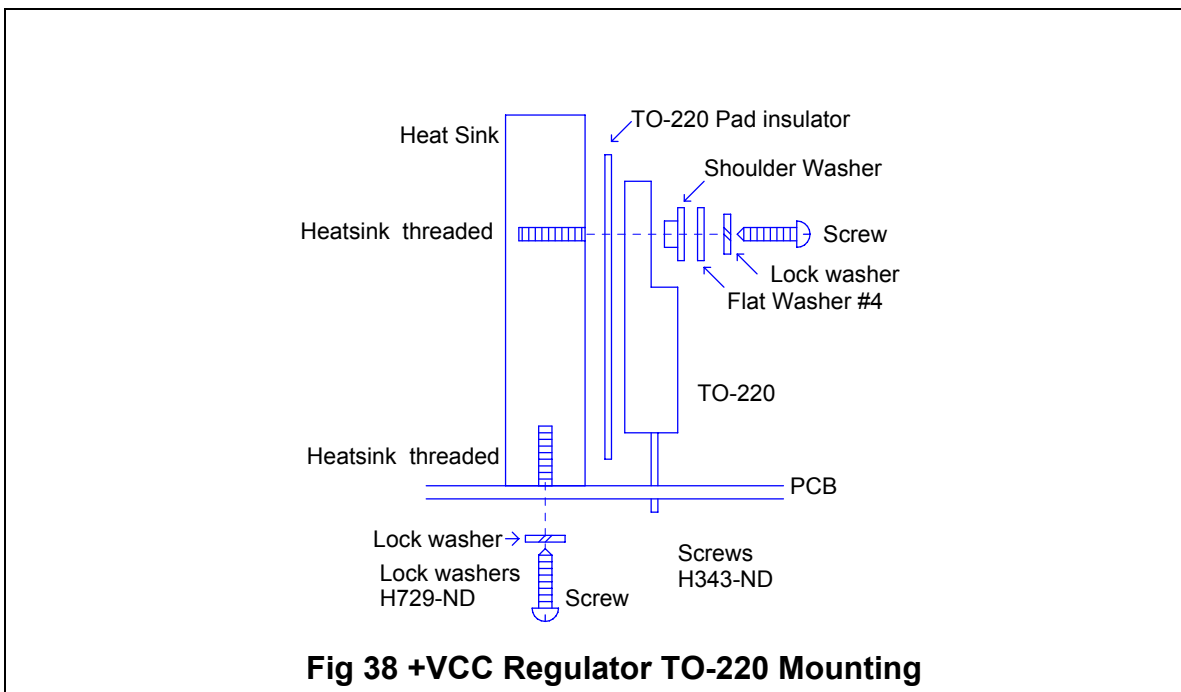 TO-220 Pad insulator
Heat Sink
Shoulder Washer
Heatsink  threaded
Screw
Lock washer
Flat Washer #4
TO-220
Heatsink  threaded
PCB
Lock washer
Screws
H343-ND
Lock washers
H729-ND
Screw
Fig 38 +VCC Regulator TO-220 Mounting